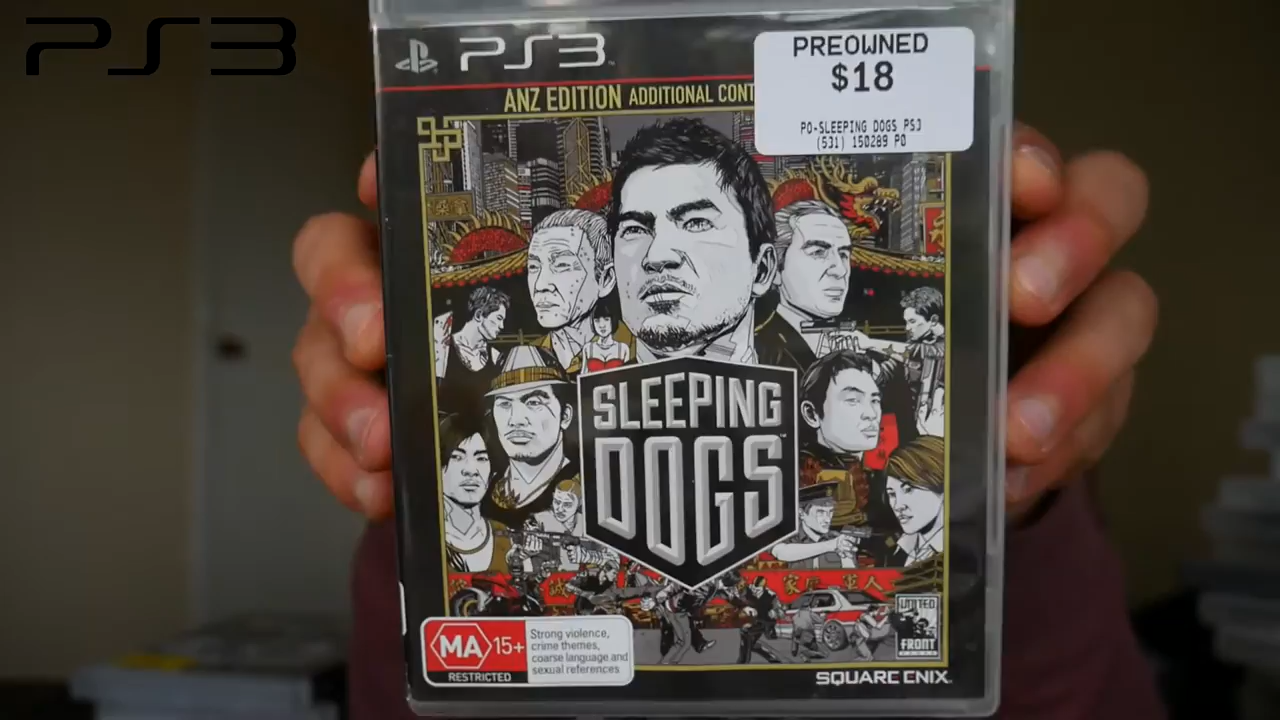 PS3
PS3
PREOWNED
$18
PO-SLEEPING DOGS PS3
(531) 150289 PO
ANZ EDITION ADDITIONAL CONT
SLEEPING
DOGS™
MA 15+
RESTRICTED
Strong violence,
crime themes,
coarse language and
sexual references
UNITED
FRONT
SQUARE ENIX